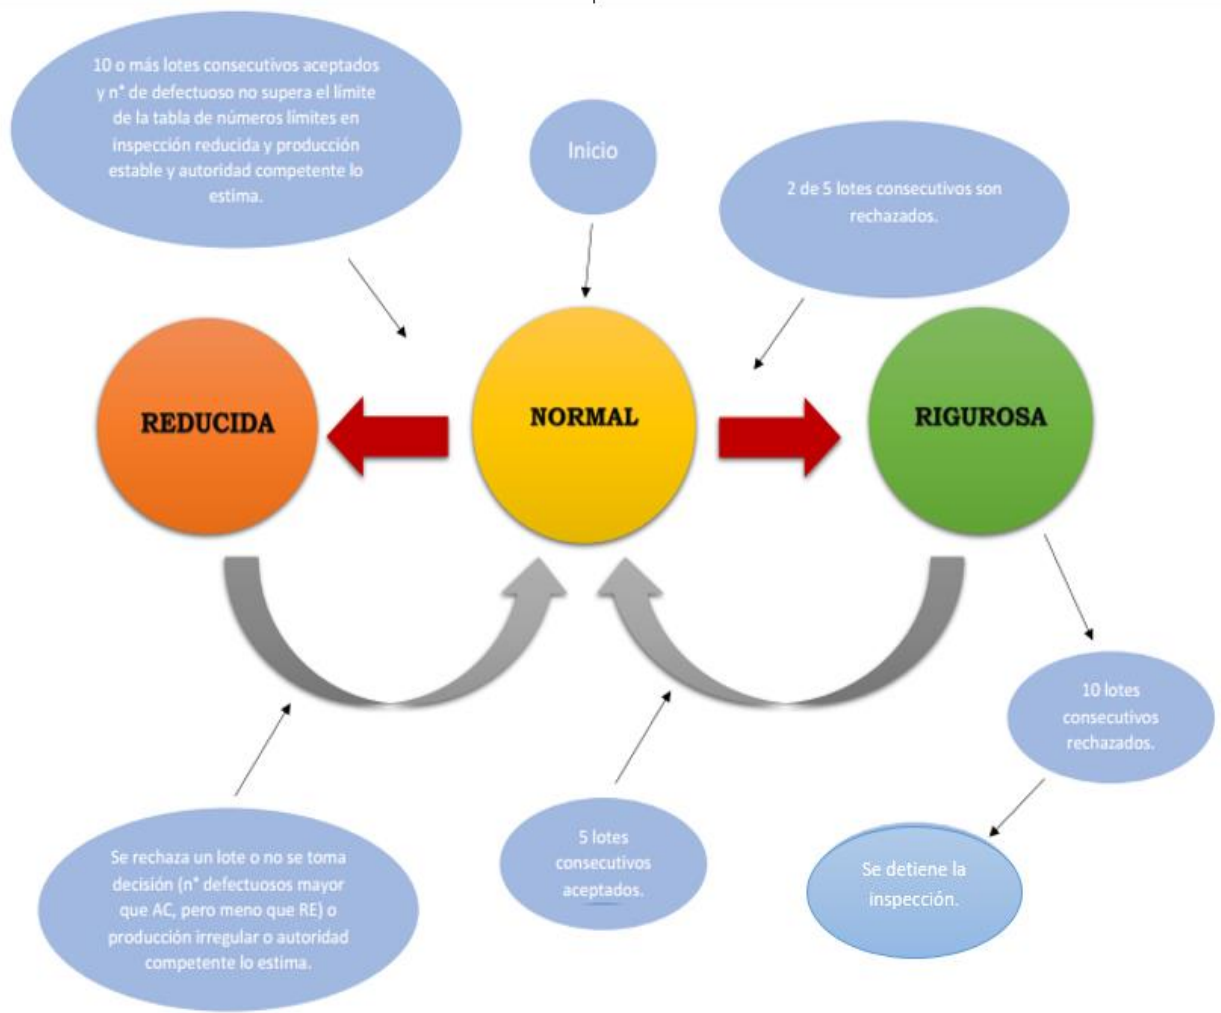 10 o más lotes consecutivos aceptados
y n° de defectuoso no supera el límite
de la tabla de números límites en
inspección reducida y producción
estable y autoridad competente lo
estima.
Inicio
2 de 5 lotes consecutivos son
rechazados.
REDUCIDA
NORMAL
RIGUROSA
10 lotes
consecutivos
rechazados.
Se rechaza un lote o no se toma
decisión (n° defectuosos mayor
que AC, pero meno que RE) o
producción irregular o autoridad
competente lo estima.
5 lotes
consecutivos
aceptados.
Se detiene la
inspección.